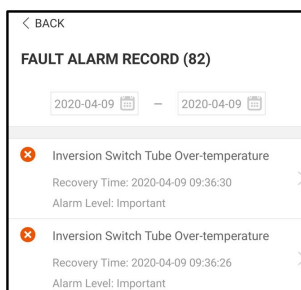 BACK
FAULT ALARM RECORD (82)
2020-04-09 – 2020-04-09
Inversion Switch Tube Over-temperature
Recovery Time: 2020-04-09 09:36:30
Alarm Level: Important
Inversion Switch Tube Over-temperature
Recovery Time: 2020-04-09 09:36:26
Alarm Level: Important